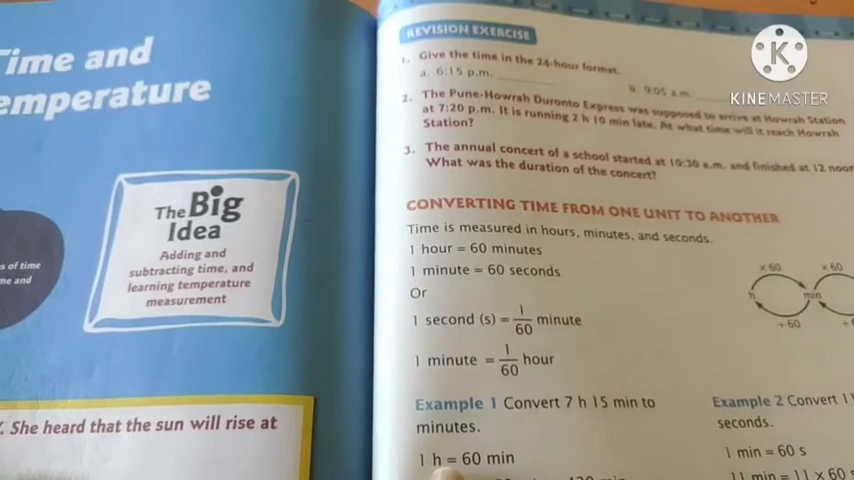 Time and
emperature
The Big
Idea
Adding and
subtracting time, and
learning temperature
measurement
s of time
me and
. She heard that the sun will rise at
REVISION EXERCISE
1. Give the time in the 24-hour format.
a. 6:15 p.m.
b. 9:05 a.m.
2. The Pune-Howrah Duronto Express was supposed to arrive at Howrah Station
at 7:20 p.m. It is running 2 h 10 min late. At what time will it reach Howrah
Station?
3. The annual concert of a school started at 10:30 a.m. and finished at 12 noon
What was the duration of the concert?
CONVERTING TIME FROM ONE UNIT TO ANOTHER
Time is measured in hours, minutes, and seconds.
1 hour = 60 minutes
1 minute = 60 seconds
Or
1 second (s) = 1/60 minute
1 minute = 1/60 hour
× 60 × 60
h min
÷ 60
Example 1 Convert 7 h 15 min to
minutes.
1 h = 60 min
Example 2 Convert 1
seconds.
1 min = 60 s
11 min = 11 × 60 s
KINEMASTER